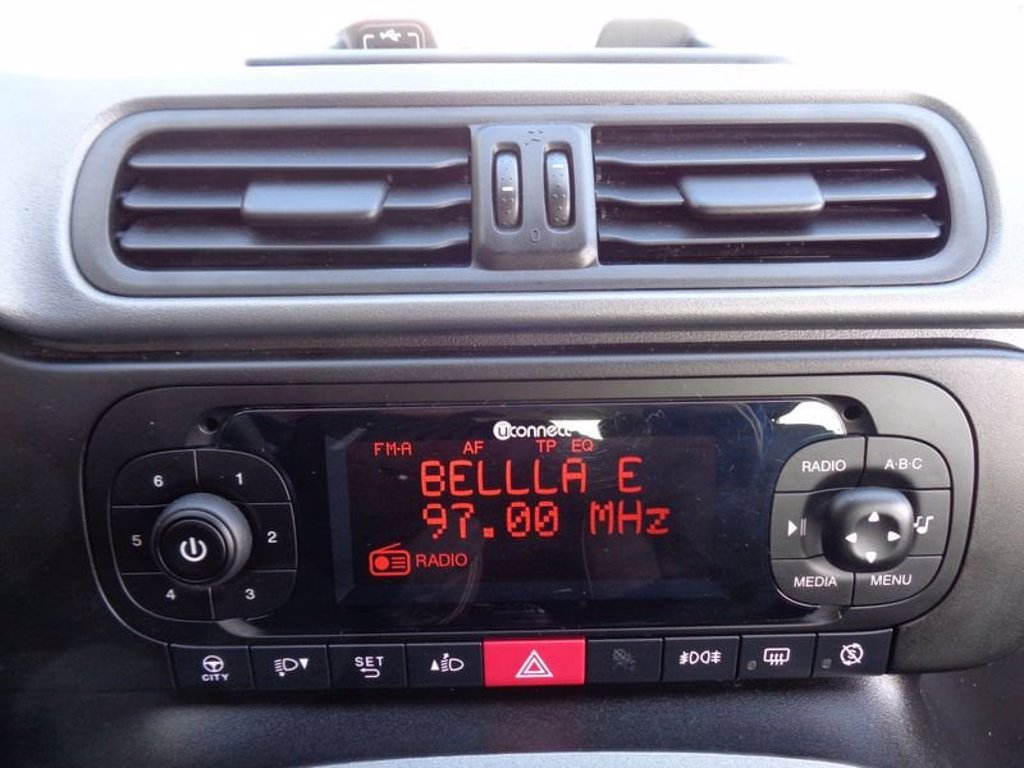 uconnect
FM-A AF TP EQ
BELLLA E
97.00 MHz
RADIO
6 1
5 2
4 3
RADIO A·B·C
MEDIA MENU
CITY
SET
0